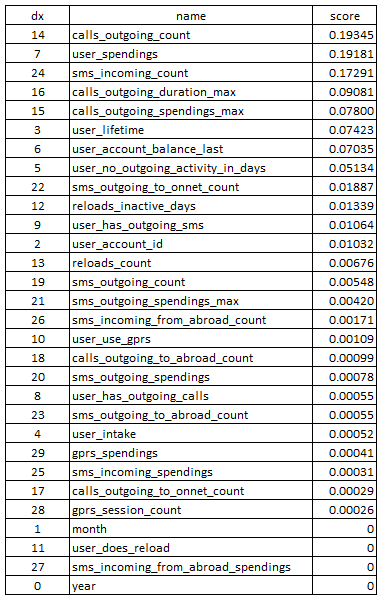 dx name score
14 calls_outgoing_count 0.19345
7 user_spendings 0.19181
24 sms_incoming_count 0.17291
16 calls_outgoing_duration_max 0.09081
15 calls_outgoing_spendings_max 0.07800
3 user_lifetime 0.07423
6 user_account_balance_last 0.07035
5 user_no_outgoing_activity_in_days 0.05134
22 sms_outgoing_to_onnet_count 0.01887
12 reloads_inactive_days 0.01339
9 user_has_outgoing_sms 0.01064
2 user_account_id 0.01032
13 reloads_count 0.00676
19 sms_outgoing_count 0.00548
21 sms_outgoing_spendings_max 0.00420
26 sms_incoming_from_abroad_count 0.00171
10 user_use_gprs 0.00109
18 calls_outgoing_to_abroad_count 0.00099
20 sms_outgoing_spendings 0.00078
8 user_has_outgoing_calls 0.00055
23 sms_outgoing_to_abroad_count 0.00055
4 user_intake 0.00052
29 gprs_spendings 0.00041
25 sms_incoming_spendings 0.00031
17 calls_outgoing_to_onnet_count 0.00029
28 gprs_session_count 0.00026
1 month 0
11 user_does_reload 0
27 sms_incoming_from_abroad_spendings 0
0 year 0